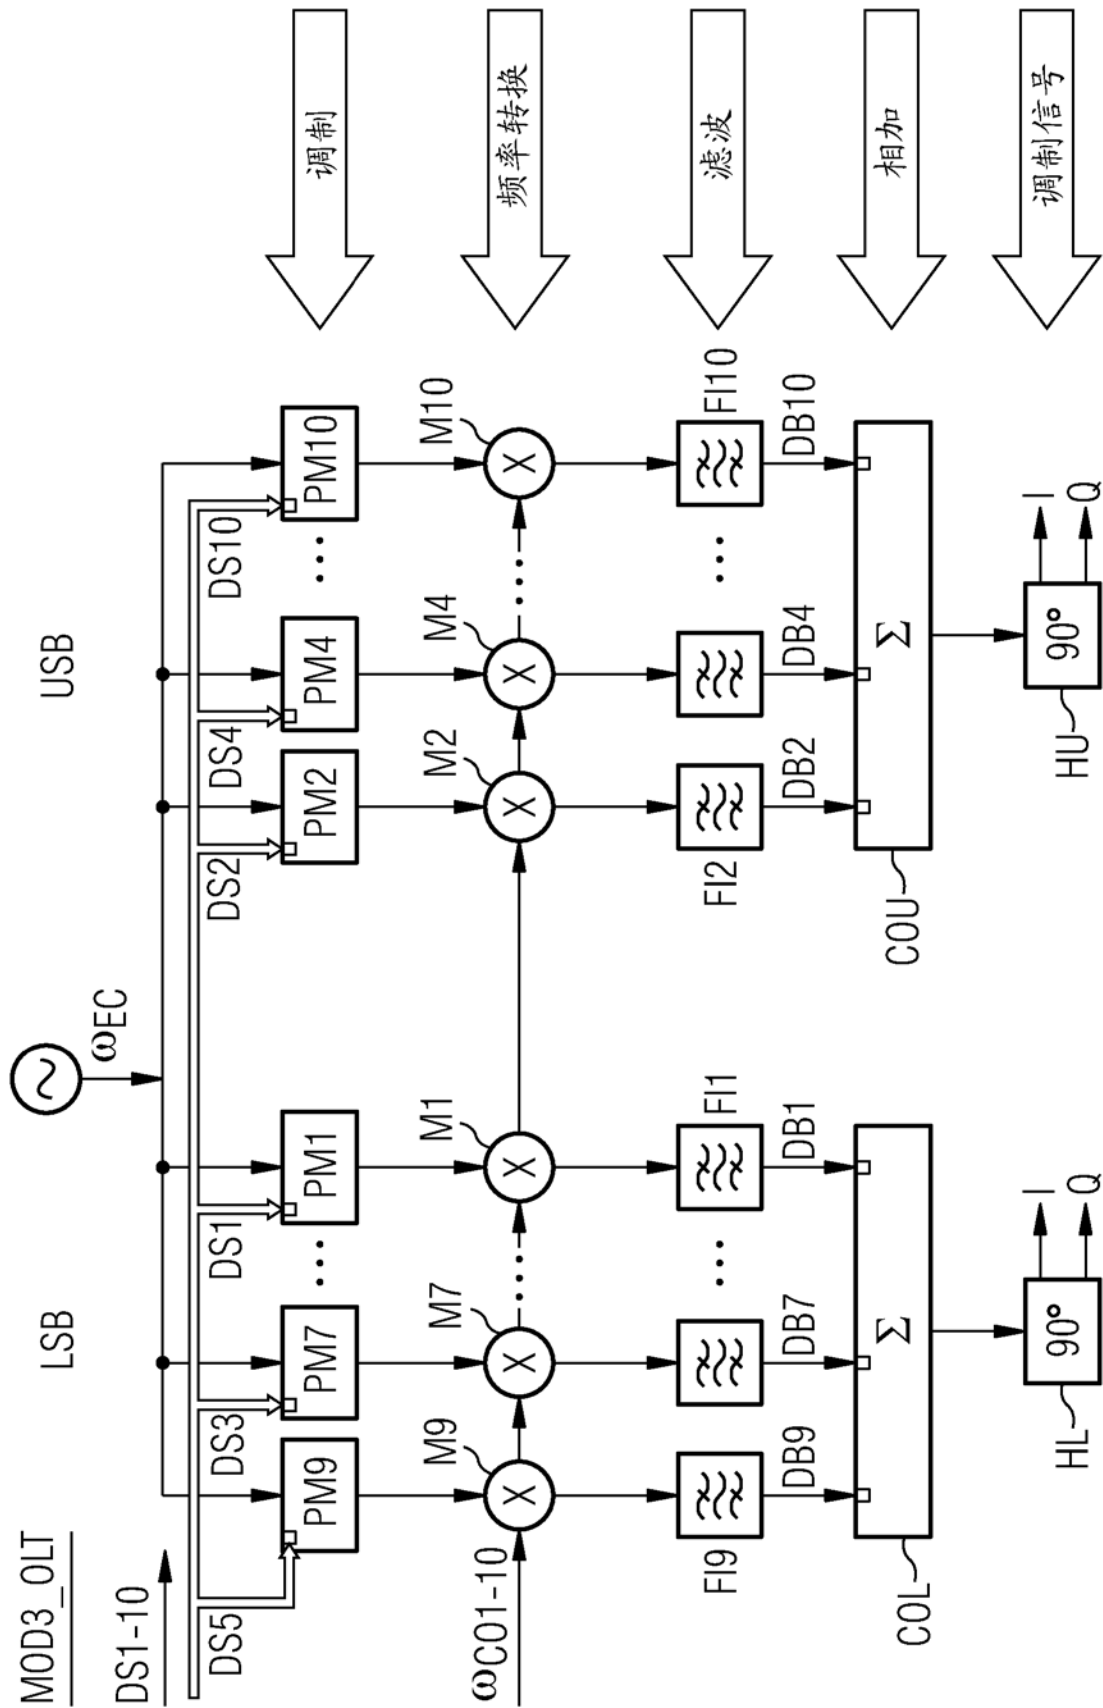 MOD3_OLT
LSB
USB
DS1-10
ωEC
DS5
DS3
DS1
DS2
DS4
DS10
PM9
PM7
...
PM1
PM2
PM4
...
PM10
调制
ωCO1-10
M9
M7
M1
M2
M4
M10
X
X
....
X
X
X
....
X
频率转换
FI9
...
FI1
FI2
...
FI10
滤波
DB9
DB7
DB1
DB2
DB4
DB10
COL
Σ
COU
Σ
相加
HL
90°
I
Q
HU
90°
I
Q
调制信号